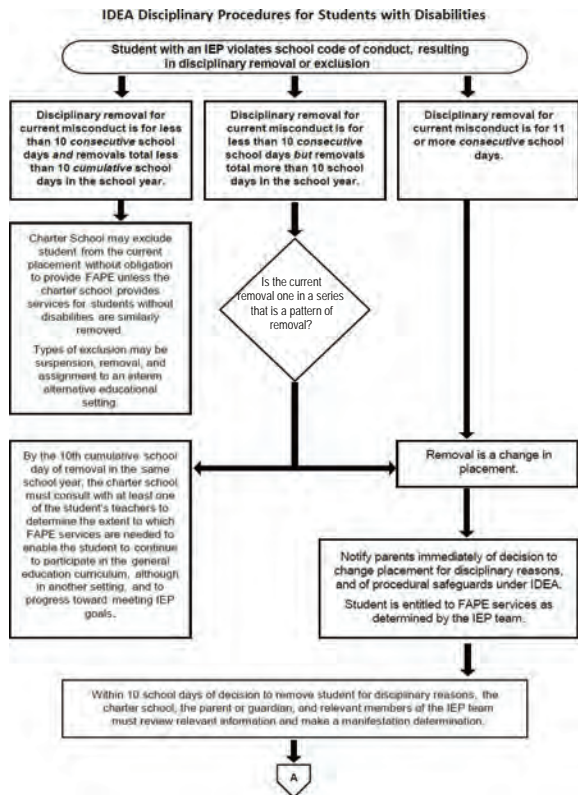 IDEA Disciplinary Procedures for Students with Disabilities
Student with an IEP violates school code of conduct, resulting
in disciplinary removal or exclusion
Disciplinary removal for
current misconduct is for less
than 10 consecutive school
days and removals total less
than 10 cumulative school
days in the school year.
Disciplinary removal for
current misconduct is for
less than 10 consecutive
school days but removals
total more than 10 school
days in the school year.
Disciplinary removal for
current misconduct is for 11
or more consecutive school
days.
Charter School may exclude
student from the current
placement without obligation
to provide FAPE unless the
charter school provides
services for students without
disabilities are similarly
removed.
Types of exclusion may be
suspension, removal, and
assignment to an interim
alternative educational
setting.
Is the current
removal one in a series
that is a pattern of
removal?
By the 10th cumulative school
day of removal in the same
school year, the charter school
must consult with at least one
of the student's teachers to
determine the extent to which
FAPE services are needed to
enable the student to continue
to participate in the general
education curriculum, although
in another setting, and to
progress toward meeting IEP
goals.
Removal is a change in
placement.
Notify parents immediately of decision to
change placement for disciplinary reasons,
and of procedural safeguards under IDEA.
Student is entitled to FAPE services as
determined by the IEP team.
Within 10 school days of decision to remove student for disciplinary reasons, the
charter school, the parent or guardian, and relevant members of the IEP team
must review relevant information and make a manifestation determination.
A